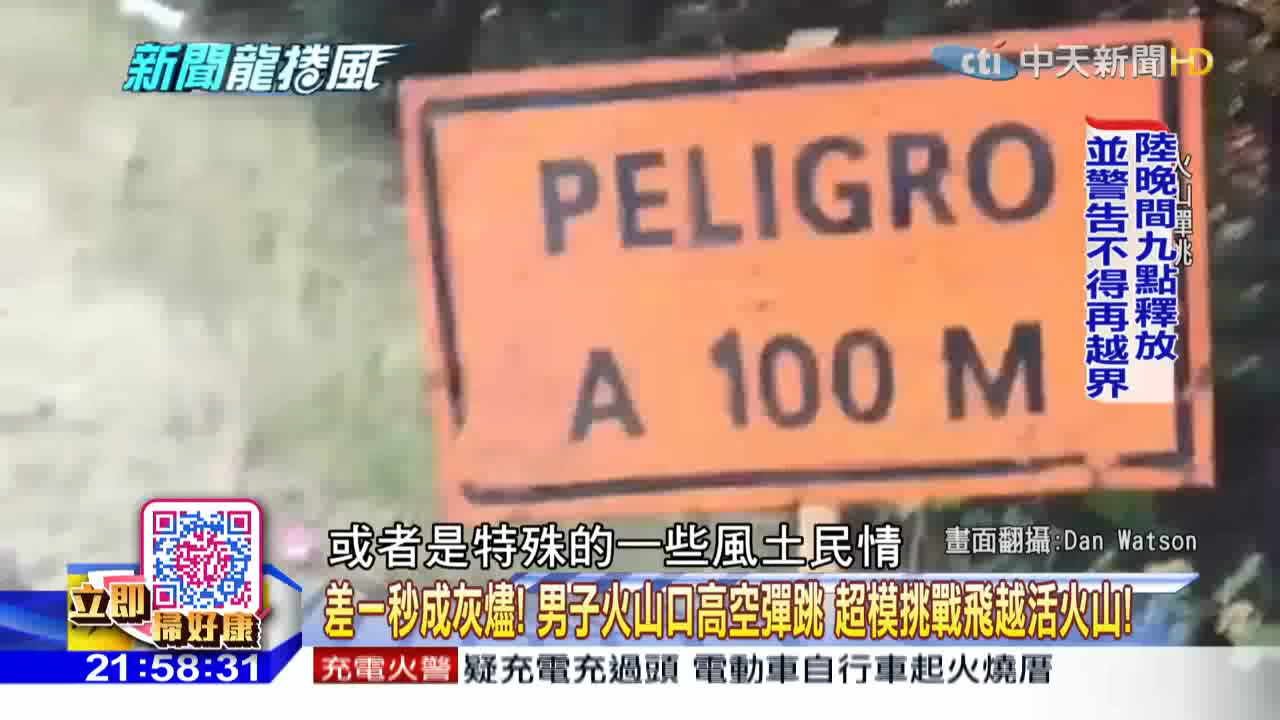 新聞龍捲風
cti 中天新聞HD
PELIGRO
A 100 M
陸晚間九點釋放
並警告不得再越界
火山彈跳
或者是特殊的一些風土民情
畫面翻攝:Dan Watson
立即
掃好康
差一秒成灰燼! 男子火山口高空彈跳 超模挑戰飛越活火山!
21:58:31
充電火警 疑充電充過頭 電動車自行車起火燒厝